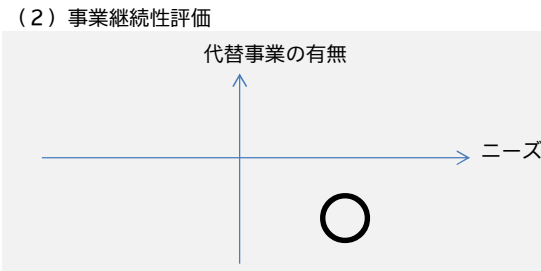 （２）事業継続性評価
代替事業の有無
ニーズ